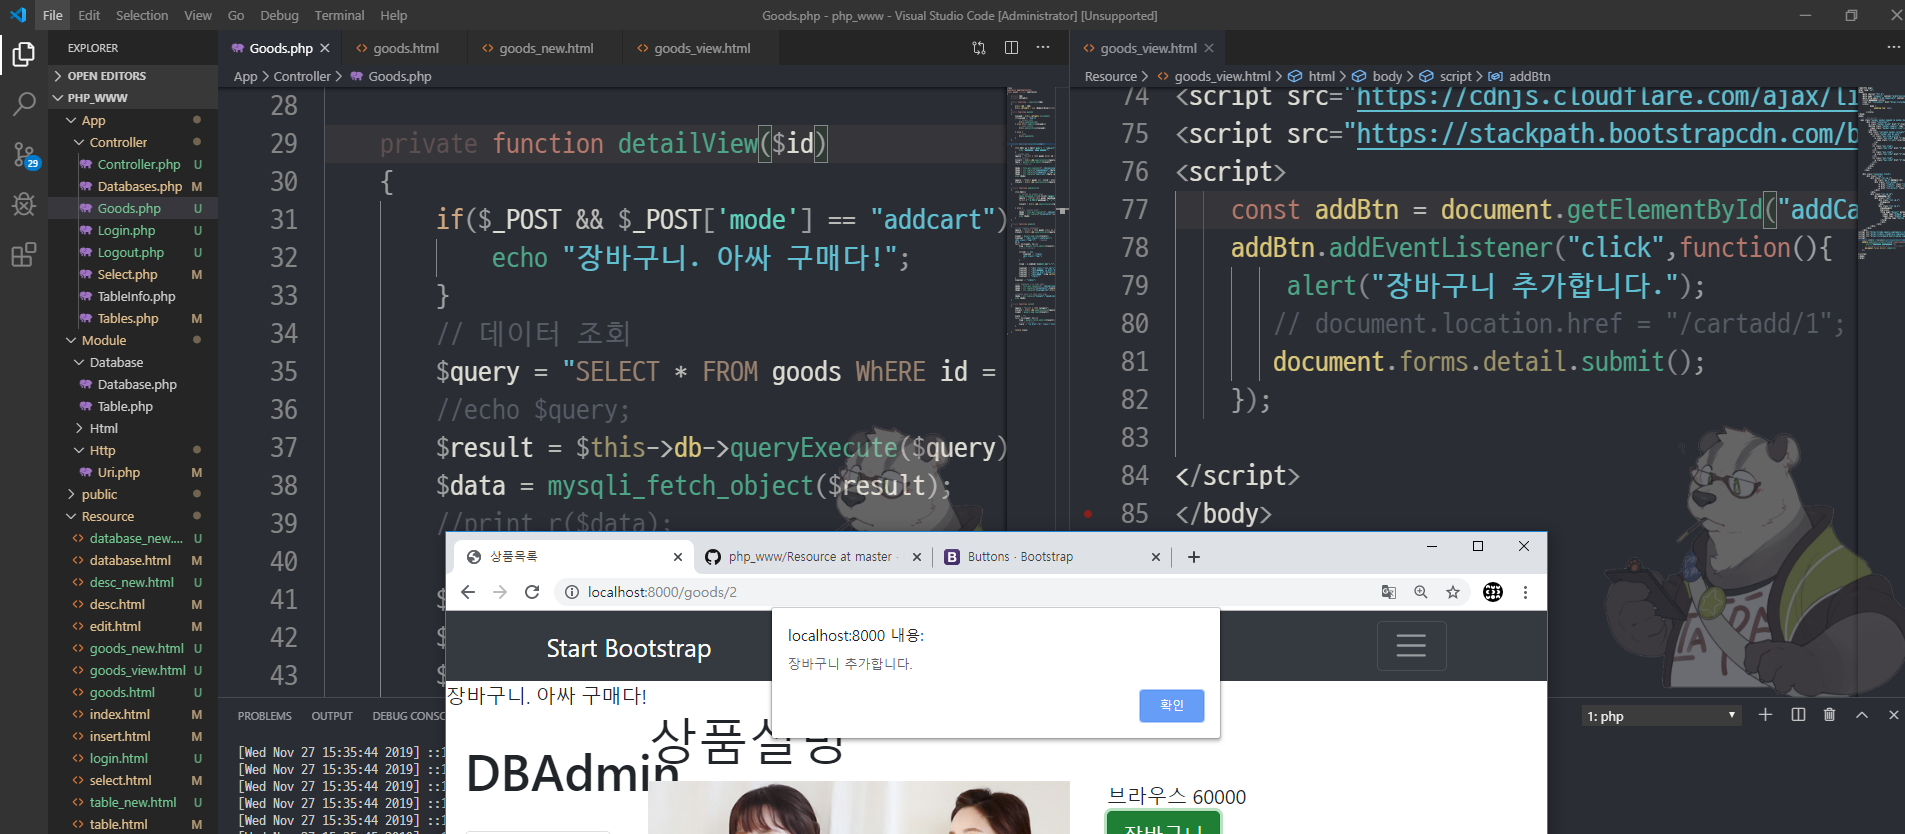 File Edit Selection View Go Debug Terminal Help
Goods.php - php_www - Visual Studio Code [Administrator] [Unsupported]
EXPLORER
OPEN EDITORS
PHP_WWW
App
Controller
Controller.php U
Databases.php M
Goods.php U
Login.php U
Logout.php U
Select.php M
TableInfo.php
Tables.php M
Module
Database
Database.php
Table.php
Html
Http
Uri.php M
public
Resource
database_new.... U
database.html M
desc_new.html U
desc.html M
edit.html M
goods_new.html U
goods_view.html U
goods.html U
index.html M
insert.html M
login.html U
select.html M
table_new.html U
table.html M
29
Goods.php goods.html goods_new.html goods_view.html
App > Controller > Goods.php
28
29 private function detailView($id)
30 {
31 if($_POST && $_POST['mode'] == "addcart")
32 echo "장바구니. 아싸 구매다!";
33 }
34 // 데이터 조회
35 $query = "SELECT * FROM goods WhERE id =
36 //echo $query;
37 $result = $this->db->queryExecute($query)
38 $data = mysqli_fetch_object($result);
39 //print_r($data);
40
41 $
42 $
43 $
goods_view.html
Resource > goods_view.html > html > body > script > addBtn
74 <script src="https://cdnjs.cloudflare.com/ajax/li
75 <script src="https://stackpath.bootstrapcdn.com/b
76 <script>
77 const addBtn = document.getElementById("addCa
78 addBtn.addEventListener("click",function(){
79 alert("장바구니 추가합니다.");
80 // document.location.href = "/cartadd/1";
81 document.forms.detail.submit();
82 });
83
84 </script>
85 </body>
PROBLEMS OUTPUT DEBUG CONSC
1: php
[Wed Nov 27 15:35:44 2019] ::1
[Wed Nov 27 15:35:44 2019] ::1
[Wed Nov 27 15:35:44 2019] ::1
[Wed Nov 27 15:35:44 2019] ::1
[Wed Nov 27 15:35:44 2019] ::1
상품목록
php_www/Resource at master ·
Buttons · Bootstrap
localhost:8000/goods/2
Start Bootstrap
localhost:8000 내용:
장바구니 추가합니다.
확인
장바구니. 아싸 구매다!
상품설명
DBAdmin
브라우스 60000
장바구니